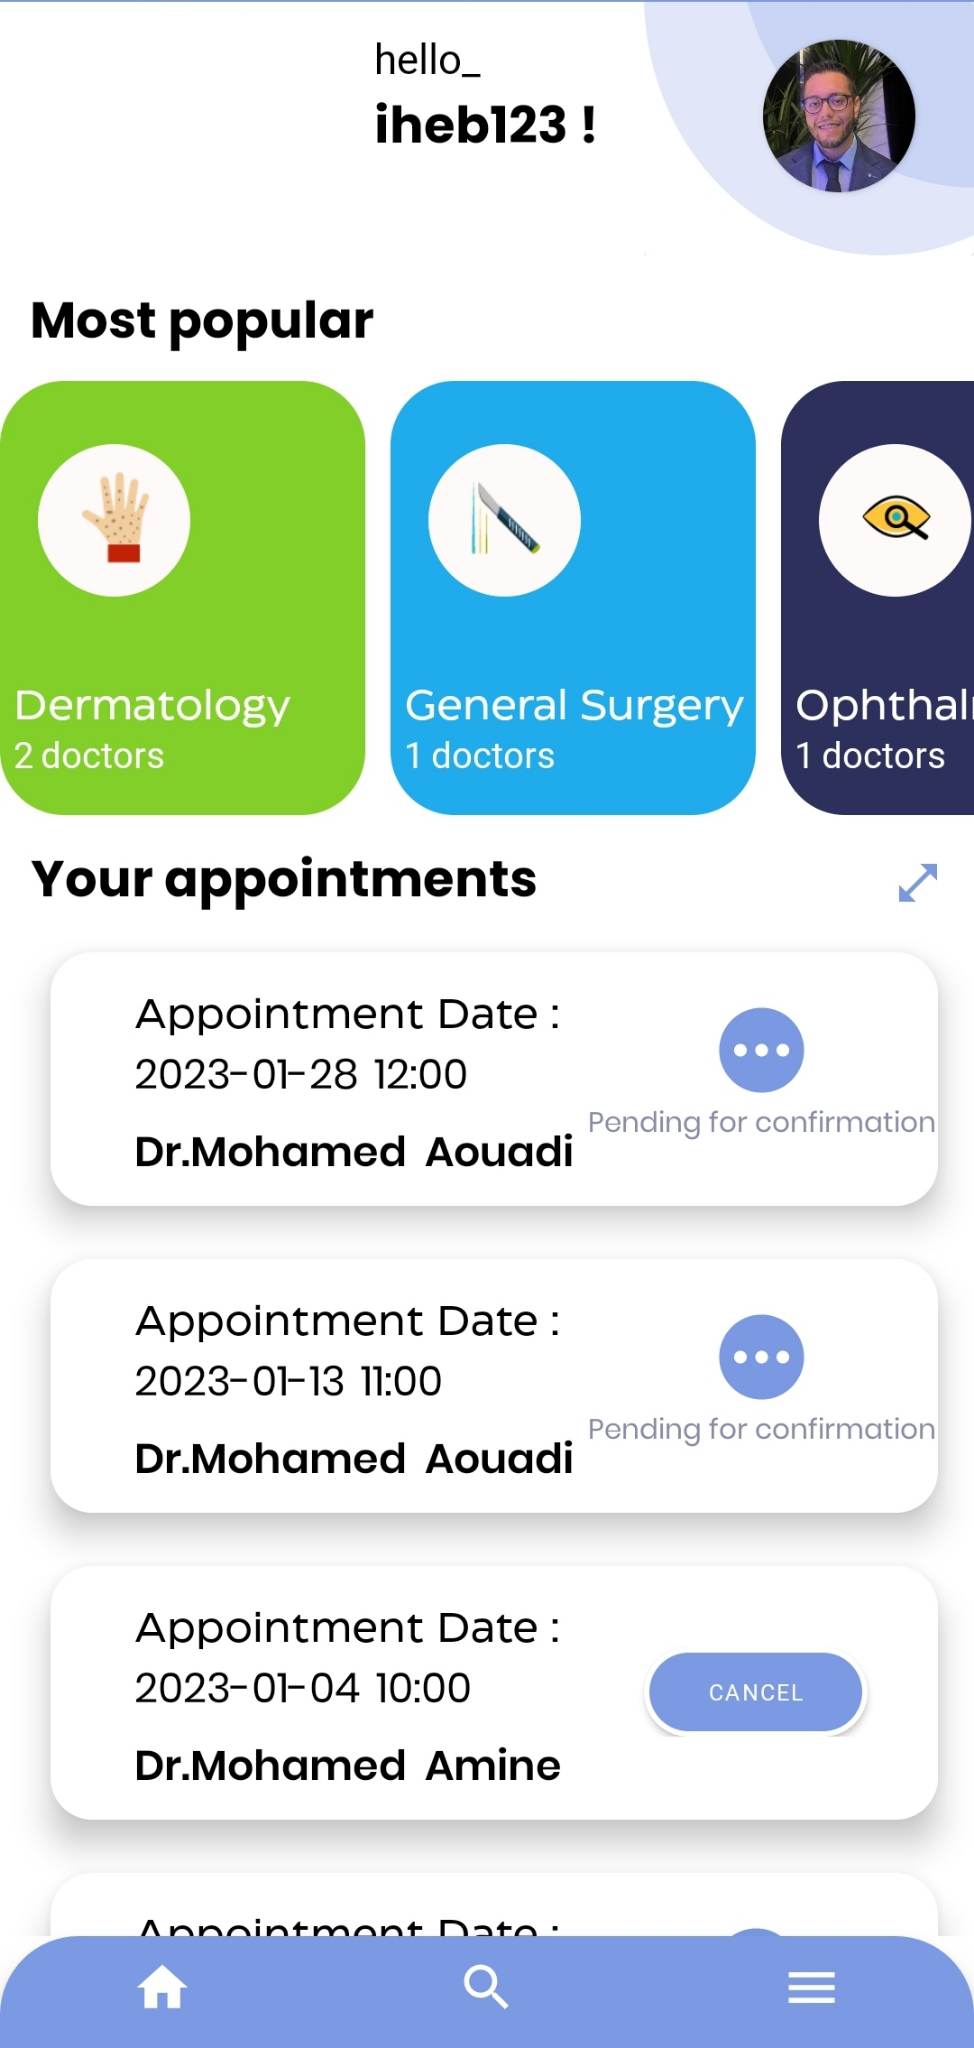 hello_
iheb123 !
Most popular
Dermatology
2 doctors
General Surgery
1 doctors
Ophthal
1 doctors
Your appointments
Appointment Date :
2023-01-28 12:00
Dr.Mohamed Aouadi
Pending for confirmation
Appointment Date :
2023-01-13 11:00
Dr.Mohamed Aouadi
Pending for confirmation
Appointment Date :
2023-01-04 10:00
Dr.Mohamed Amine
CANCEL
Appointment Date :